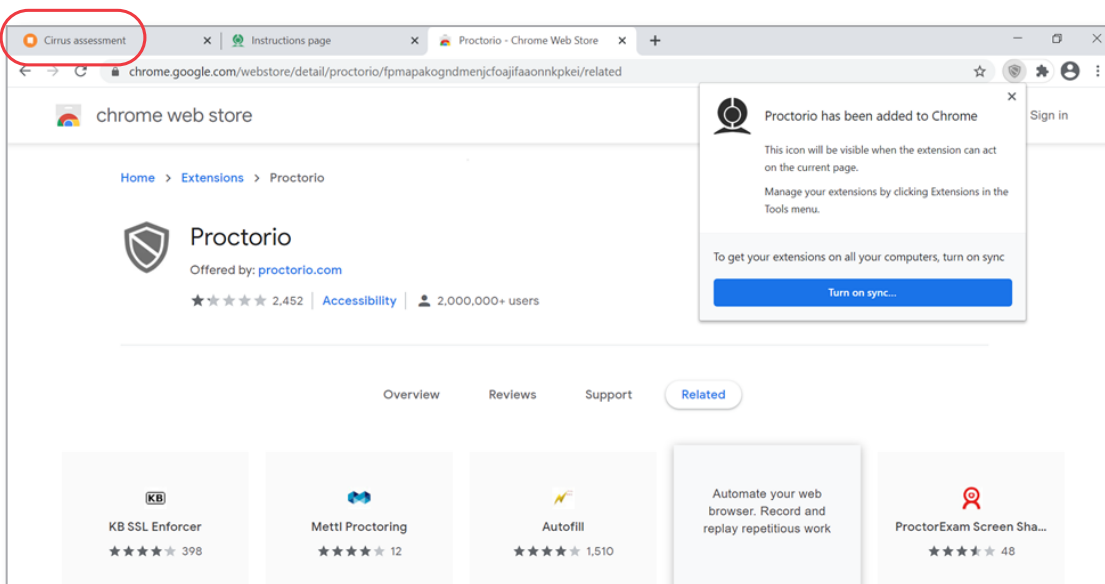 Cirrus assessment
Instructions page
Proctorio - Chrome Web Store
chrome.google.com/webstore/detail/proctorio/fpmapakogndmenjcfoajifaaonnkpkei/related
chrome web store
Sign in
Proctorio has been added to Chrome
This icon will be visible when the extension can act
on the current page.
Manage your extensions by clicking Extensions in the
Tools menu.
To get your extensions on all your computers, turn on sync
Turn on sync...
Home > Extensions > Proctorio
Proctorio
Offered by: proctorio.com
2,452 Accessibility 2,000,000+ users
Overview Reviews Support Related
KB
KB SSL Enforcer
398
Mettl Proctoring
12
Autofill
1,510
Automate your web
browser. Record and
replay repetitious work
ProctorExam Screen Sha...
48